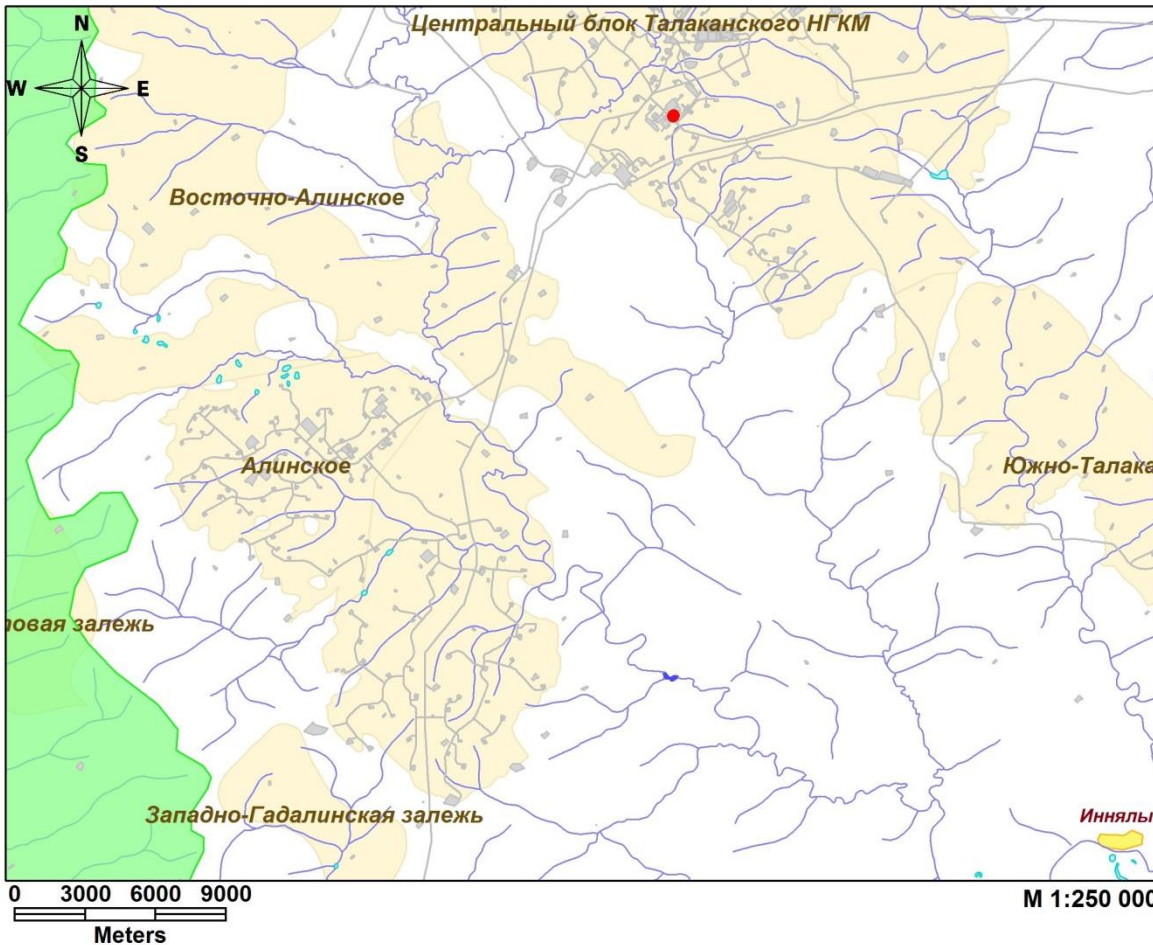 Центральный блок Талаканского НГКМ
N
W E
S
Восточно-Алинское
Алинское
Южно-Талака
товая залежь
Западно-Гадалинская залежь
Иннялы
0 3000 6000 9000
Meters
М 1:250 000